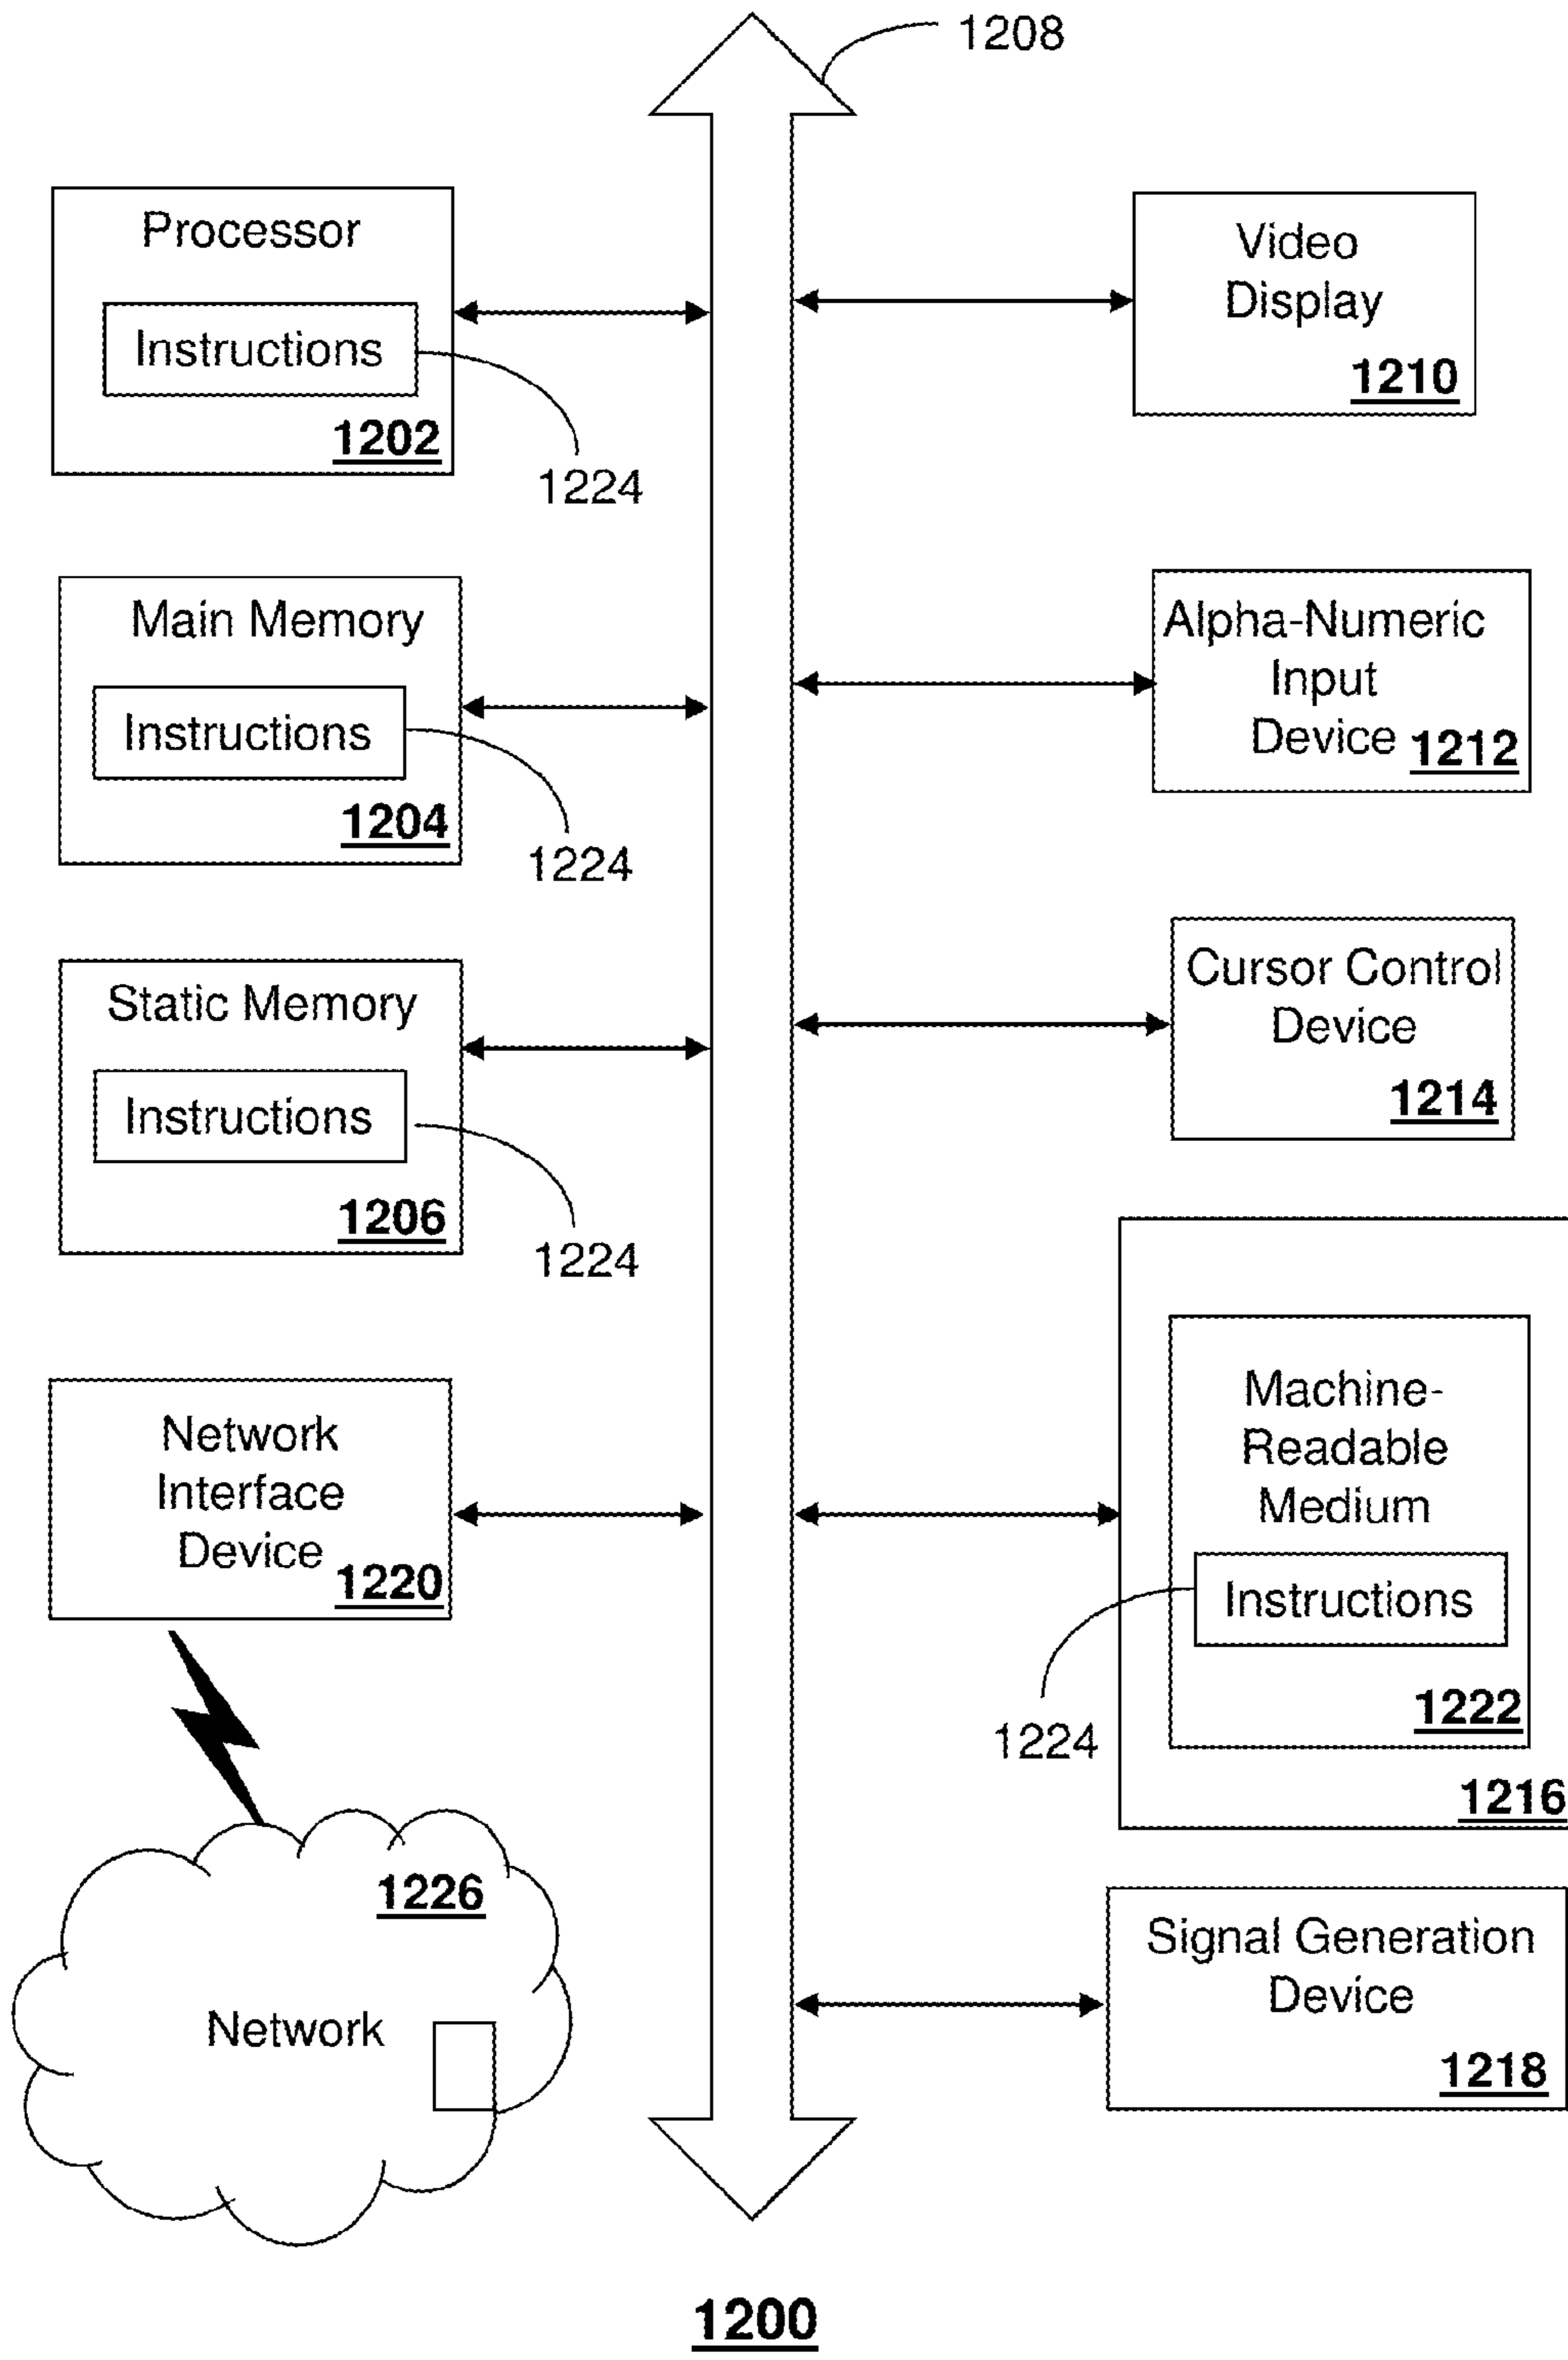 1208
Processor
Instructions
1202
1224
Main Memory
Instructions
1204
1224
Static Memory
Instructions
1206
1224
Network
Interface
Device
1220
1226
Network
Video
Display
1210
Alpha-Numeric
Input
Device
1212
Cursor Control
Device
1214
Machine-
Readable
Medium
Instructions
1224
1222
1216
Signal Generation
Device
1218
1200